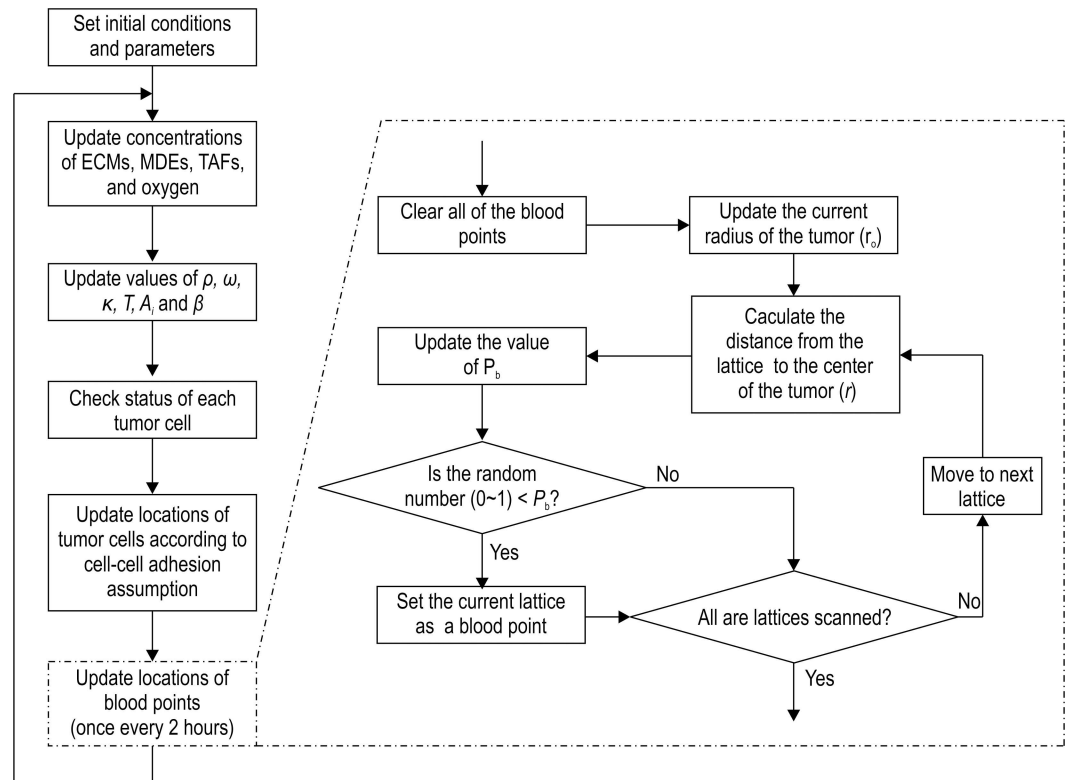 Set initial conditions
and parameters
Update concentrations
of ECMs, MDEs, TAFs,
and oxygen
Update values of ρ, ω,
κ, T, Aᵢ and β
Check status of each
tumor cell
Update locations of
tumor cells according to
cell-cell adhesion
assumption
Update locations of
blood points
(once every 2 hours)
Clear all of the blood
points
Update the current
radius of the tumor (rₒ)
Caculate the
distance from the
lattice to the center
of the tumor (r)
Update the value
of P_b
Is the random
number (0~1) < P_b?
No
Yes
Set the current lattice
as a blood point
All are lattices scanned?
No
Yes
Move to next
lattice